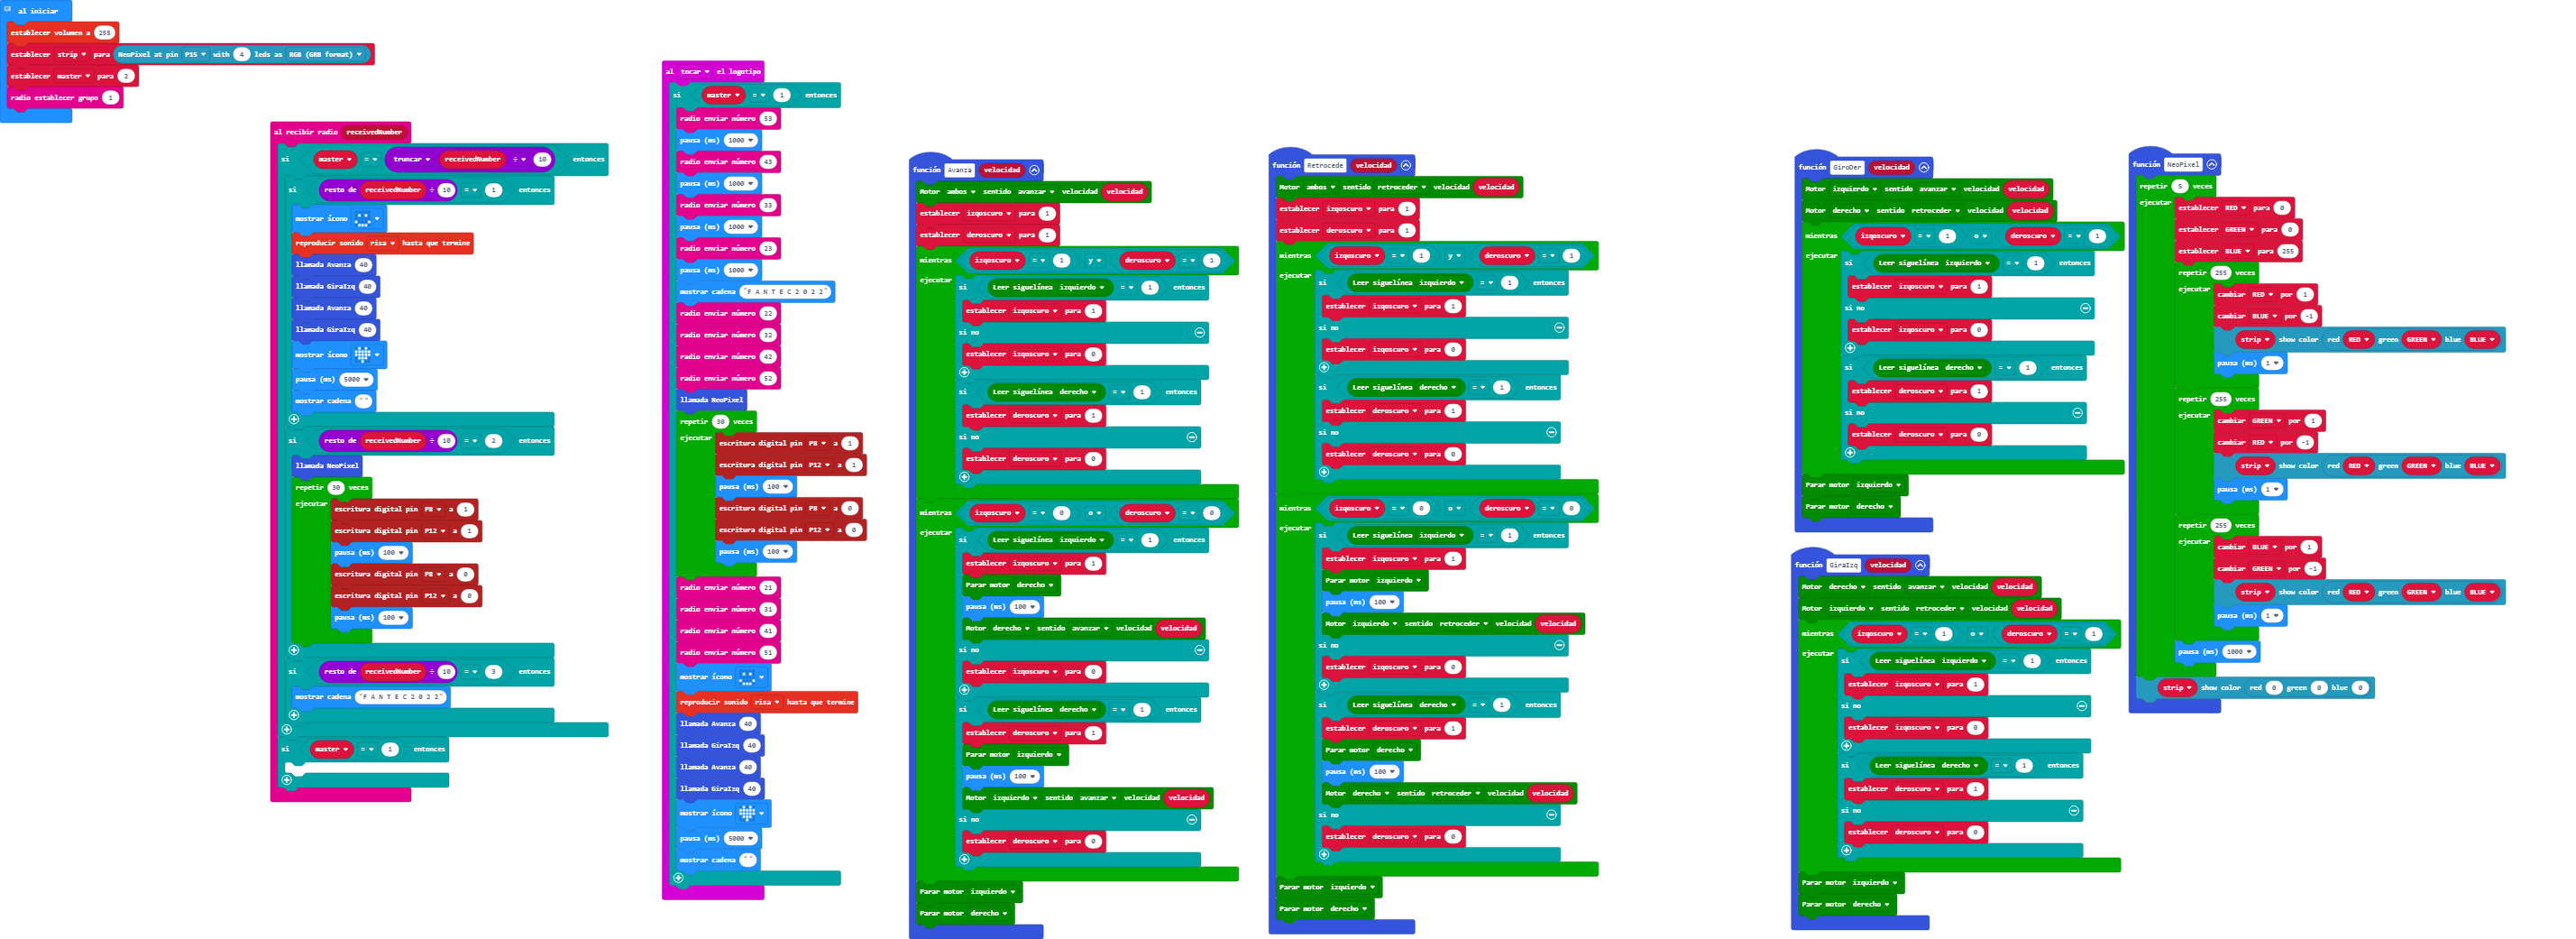 al iniciar
establecer volumen a 255
establecer strip para NeoPixel at pin P15 with 4 leds as RGB (GRB format)
establecer master para 2
radio establecer grupo 1
al recibir radio receivedNumber
si master = truncar receivedNumber ÷ 10 entonces
si resto de receivedNumber ÷ 10 = 1 entonces
mostrar ícono
reproducir sonido risa hasta que termine
llamada Avanza 40
llamada GiraIzq 40
llamada Avanza 40
llamada GiraIzq 40
mostrar ícono
pausa (ms) 5000
mostrar cadena " "
si resto de receivedNumber ÷ 10 = 2 entonces
llamada NeoPixel
repetir 30 veces
ejecutar
escritura digital pin P8 a 1
escritura digital pin P12 a 1
pausa (ms) 100
escritura digital pin P8 a 0
escritura digital pin P12 a 0
pausa (ms) 100
si resto de receivedNumber ÷ 10 = 3 entonces
mostrar cadena "F A N T E C 2 0 2 2"
si master = 1 entonces
al tocar el logotipo
si master = 1 entonces
radio enviar número 53
pausa (ms) 1000
radio enviar número 43
pausa (ms) 1000
radio enviar número 33
pausa (ms) 1000
radio enviar número 23
pausa (ms) 1000
mostrar cadena "F A N T E C 2 0 2 2"
radio enviar número 22
radio enviar número 32
radio enviar número 42
radio enviar número 52
llamada NeoPixel
repetir 30 veces
ejecutar
escritura digital pin P8 a 1
escritura digital pin P12 a 1
pausa (ms) 100
escritura digital pin P8 a 0
escritura digital pin P12 a 0
pausa (ms) 100
radio enviar número 21
radio enviar número 31
radio enviar número 41
radio enviar número 51
mostrar ícono
reproducir sonido risa hasta que termine
llamada Avanza 40
llamada GiraIzq 40
llamada Avanza 40
llamada GiraIzq 40
mostrar ícono
pausa (ms) 5000
mostrar cadena " "
función Avanza velocidad
Motor ambos sentido avanzar velocidad velocidad
establecer izqoscuro para 1
establecer deroscuro para 1
mientras izqoscuro = 1 y deroscuro = 1
ejecutar
si Leer siguelínea izquierdo = 1 entonces
establecer izqoscuro para 1
si no
establecer izqoscuro para 0
si Leer siguelínea derecho = 1 entonces
establecer deroscuro para 1
si no
establecer deroscuro para 0
mientras izqoscuro = 0 o deroscuro = 0
ejecutar
si Leer siguelínea izquierdo = 1 entonces
establecer izqoscuro para 1
Parar motor derecho
pausa (ms) 100
Motor derecho sentido avanzar velocidad velocidad
si no
establecer izqoscuro para 0
si Leer siguelínea derecho = 1 entonces
establecer deroscuro para 1
Parar motor izquierdo
pausa (ms) 100
Motor izquierdo sentido avanzar velocidad velocidad
si no
establecer deroscuro para 0
Parar motor izquierdo
Parar motor derecho
función Retrocede velocidad
Motor ambos sentido retroceder velocidad velocidad
establecer izqoscuro para 1
establecer deroscuro para 1
mientras izqoscuro = 1 y deroscuro = 1
ejecutar
si Leer siguelínea izquierdo = 1 entonces
establecer izqoscuro para 1
si no
establecer izqoscuro para 0
si Leer siguelínea derecho = 1 entonces
establecer deroscuro para 1
si no
establecer deroscuro para 0
mientras izqoscuro = 0 o deroscuro = 0
ejecutar
si Leer siguelínea izquierdo = 1 entonces
establecer izqoscuro para 1
Parar motor izquierdo
pausa (ms) 100
Motor izquierdo sentido retroceder velocidad velocidad
si no
establecer izqoscuro para 0
si Leer siguelínea derecho = 1 entonces
establecer deroscuro para 1
Parar motor derecho
pausa (ms) 100
Motor derecho sentido retroceder velocidad velocidad
si no
establecer deroscuro para 0
Parar motor izquierdo
Parar motor derecho
función GiroDer velocidad
Motor izquierdo sentido avanzar velocidad velocidad
Motor derecho sentido retroceder velocidad velocidad
mientras izqoscuro = 1 o deroscuro = 1
ejecutar
si Leer siguelínea izquierdo = 1 entonces
establecer izqoscuro para 1
si no
establecer izqoscuro para 0
si Leer siguelínea derecho = 1 entonces
establecer deroscuro para 1
si no
establecer deroscuro para 0
Parar motor izquierdo
Parar motor derecho
función GiraIzq velocidad
Motor derecho sentido avanzar velocidad velocidad
Motor izquierdo sentido retroceder velocidad velocidad
mientras izqoscuro = 1 o deroscuro = 1
ejecutar
si Leer siguelínea izquierdo = 1 entonces
establecer izqoscuro para 1
si no
establecer izqoscuro para 0
si Leer siguelínea derecho = 1 entonces
establecer deroscuro para 1
si no
establecer deroscuro para 0
Parar motor izquierdo
Parar motor derecho
función NeoPixel
repetir 5 veces
ejecutar
establecer RED para 0
establecer GREEN para 0
establecer BLUE para 255
repetir 255 veces
ejecutar
cambiar RED por 1
cambiar BLUE por -1
strip show color red RED green GREEN blue BLUE
pausa (ms) 1
repetir 255 veces
ejecutar
cambiar GREEN por 1
cambiar RED por -1
strip show color red RED green GREEN blue BLUE
pausa (ms) 1
repetir 255 veces
ejecutar
cambiar BLUE por 1
cambiar GREEN por -1
strip show color red RED green GREEN blue BLUE
pausa (ms) 1
pausa (ms) 1000
strip show color red 0 green 0 blue 0